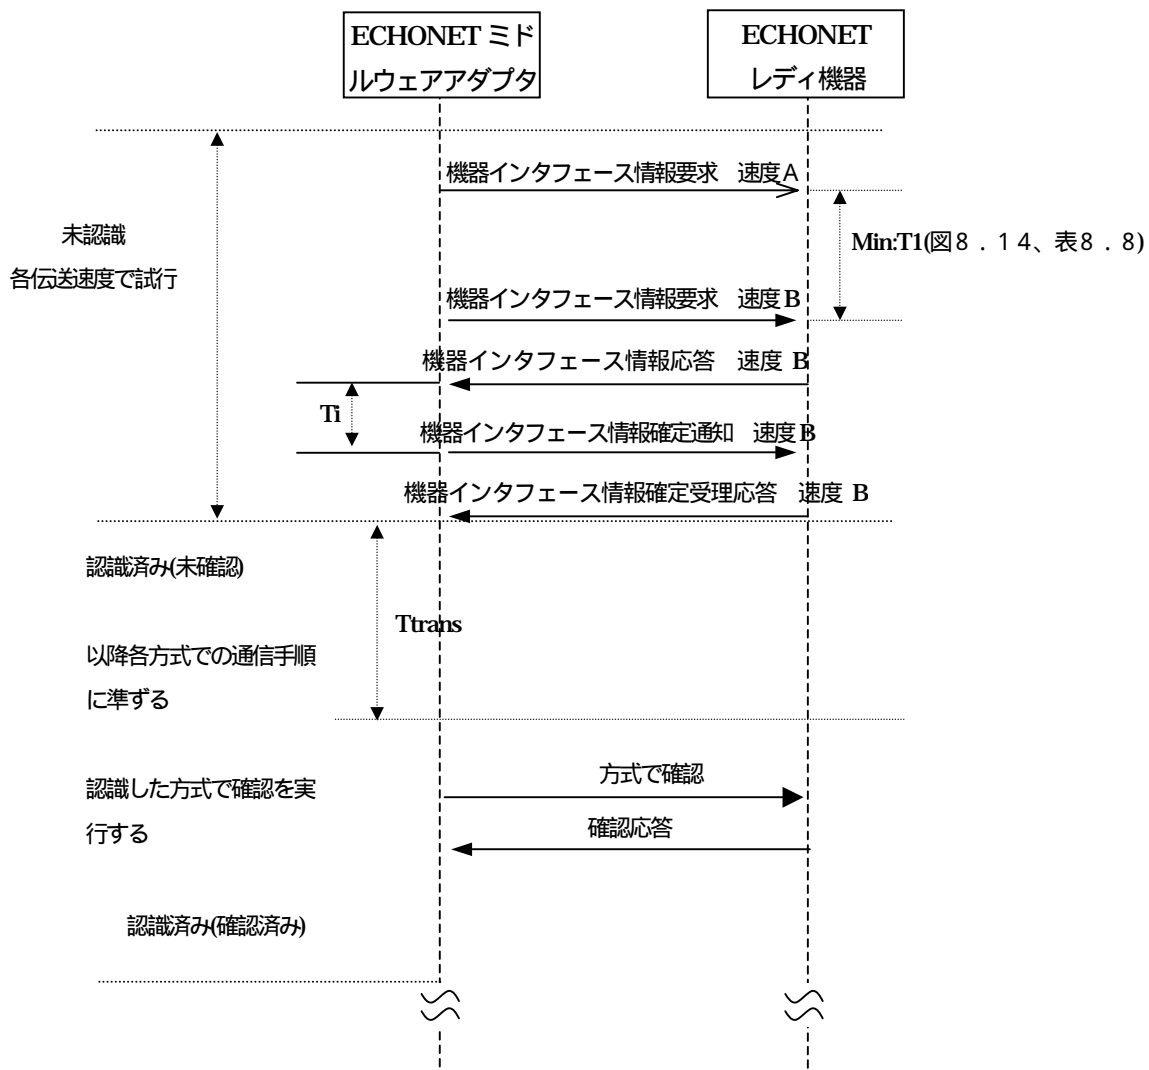 ECHONET ミド
ルウェアアダプタ
ECHONET
レディ機器
機器インタフェース情報要求　速度A
未認識
各伝送速度で試行
Min:T1(図8．14、表8．8)
機器インタフェース情報要求　速度B
機器インタフェース情報応答　速度 B
Ti
機器インタフェース情報確定通知　速度B
機器インタフェース情報確定受理応答　速度 B
認識済み(未確認)
Ttrans
以降各方式での通信手順
に準ずる
方式で確認
認識した方式で確認を実
行する
確認応答
認識済み(確認済み)